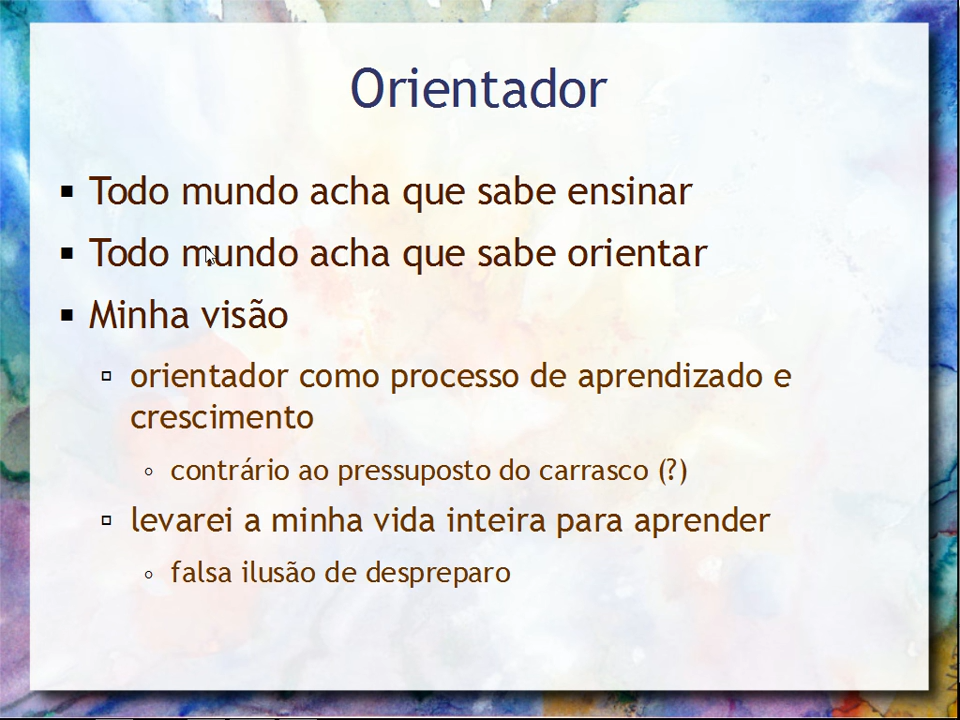 Orientador
Todo mundo acha que sabe ensinar
Todo mundo acha que sabe orientar
Minha visão
orientador como processo de aprendizado e
crescimento
contrário ao pressuposto do carrasco (?)
levarei a minha vida inteira para aprender
falsa ilusão de despreparo